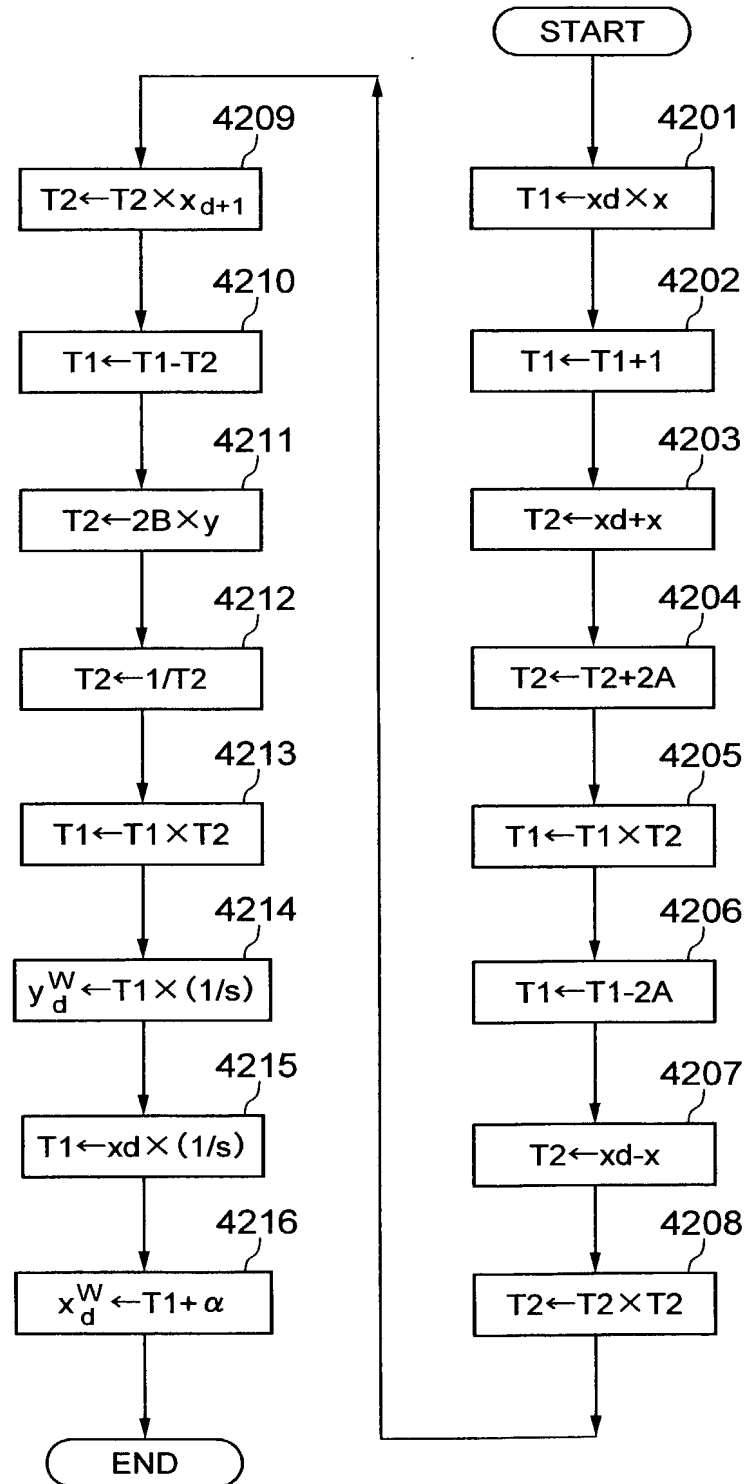 START
4201
T1←xd×x
4202
T1←T1+1
4203
T2←xd+x
4204
T2←T2+2A
4205
T1←T1×T2
4206
T1←T1-2A
4207
T2←xd-x
4208
T2←T2×T2
4209
T2←T2×x_{d+1}
4210
T1←T1-T2
4211
T2←2B×y
4212
T2←1/T2
4213
T1←T1×T2
4214
y_d^W←T1×(1/s)
4215
T1←xd×(1/s)
4216
x_d^W←T1+α
END